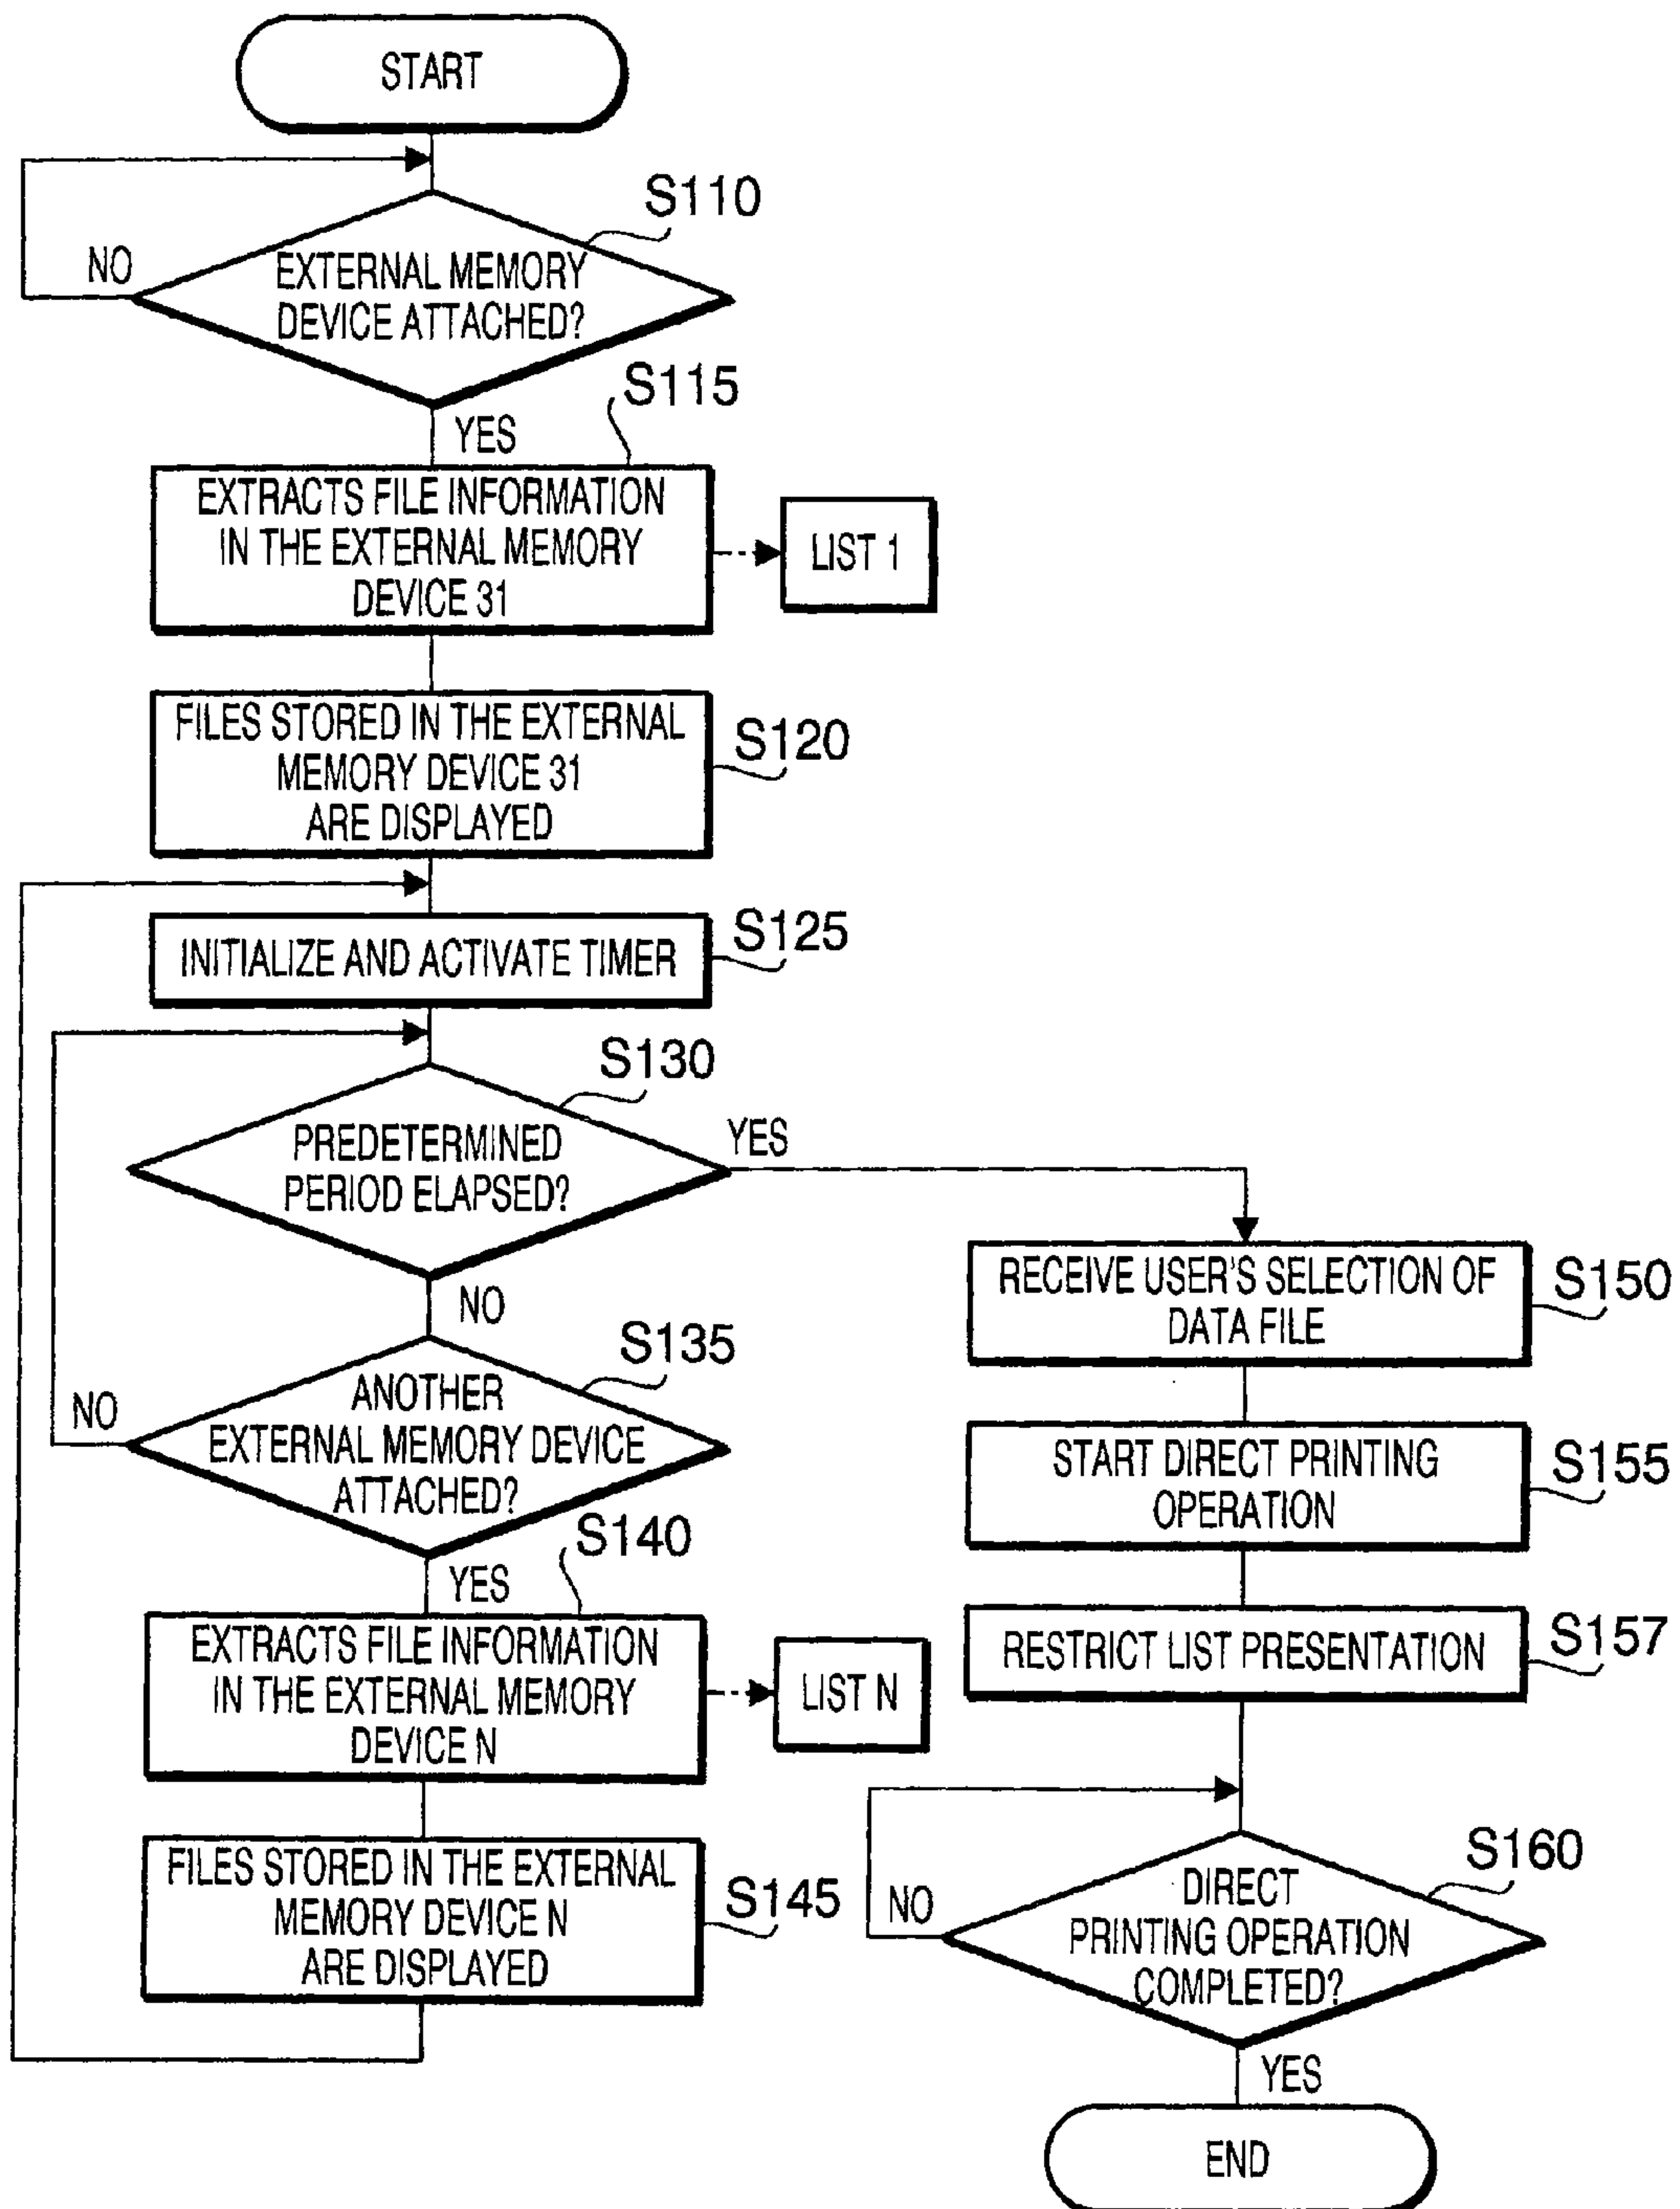 START
S110
NO
EXTERNAL MEMORY
DEVICE ATTACHED?
S115
YES
EXTRACTS FILE INFORMATION
IN THE EXTERNAL MEMORY
DEVICE 31
LIST 1
FILES STORED IN THE EXTERNAL
MEMORY DEVICE 31
ARE DISPLAYED
S120
INITIALIZE AND ACTIVATE TIMER
S125
S130
PREDETERMINED
PERIOD ELAPSED?
YES
NO
S135
ANOTHER
EXTERNAL MEMORY DEVICE
ATTACHED?
NO
S140
YES
EXTRACTS FILE INFORMATION
IN THE EXTERNAL MEMORY
DEVICE N
LIST N
FILES STORED IN THE EXTERNAL
MEMORY DEVICE N
ARE DISPLAYED
S145
RECEIVE USER'S SELECTION OF
DATA FILE
S150
START DIRECT PRINTING
OPERATION
S155
RESTRICT LIST PRESENTATION
S157
S160
DIRECT
PRINTING OPERATION
COMPLETED?
NO
YES
END